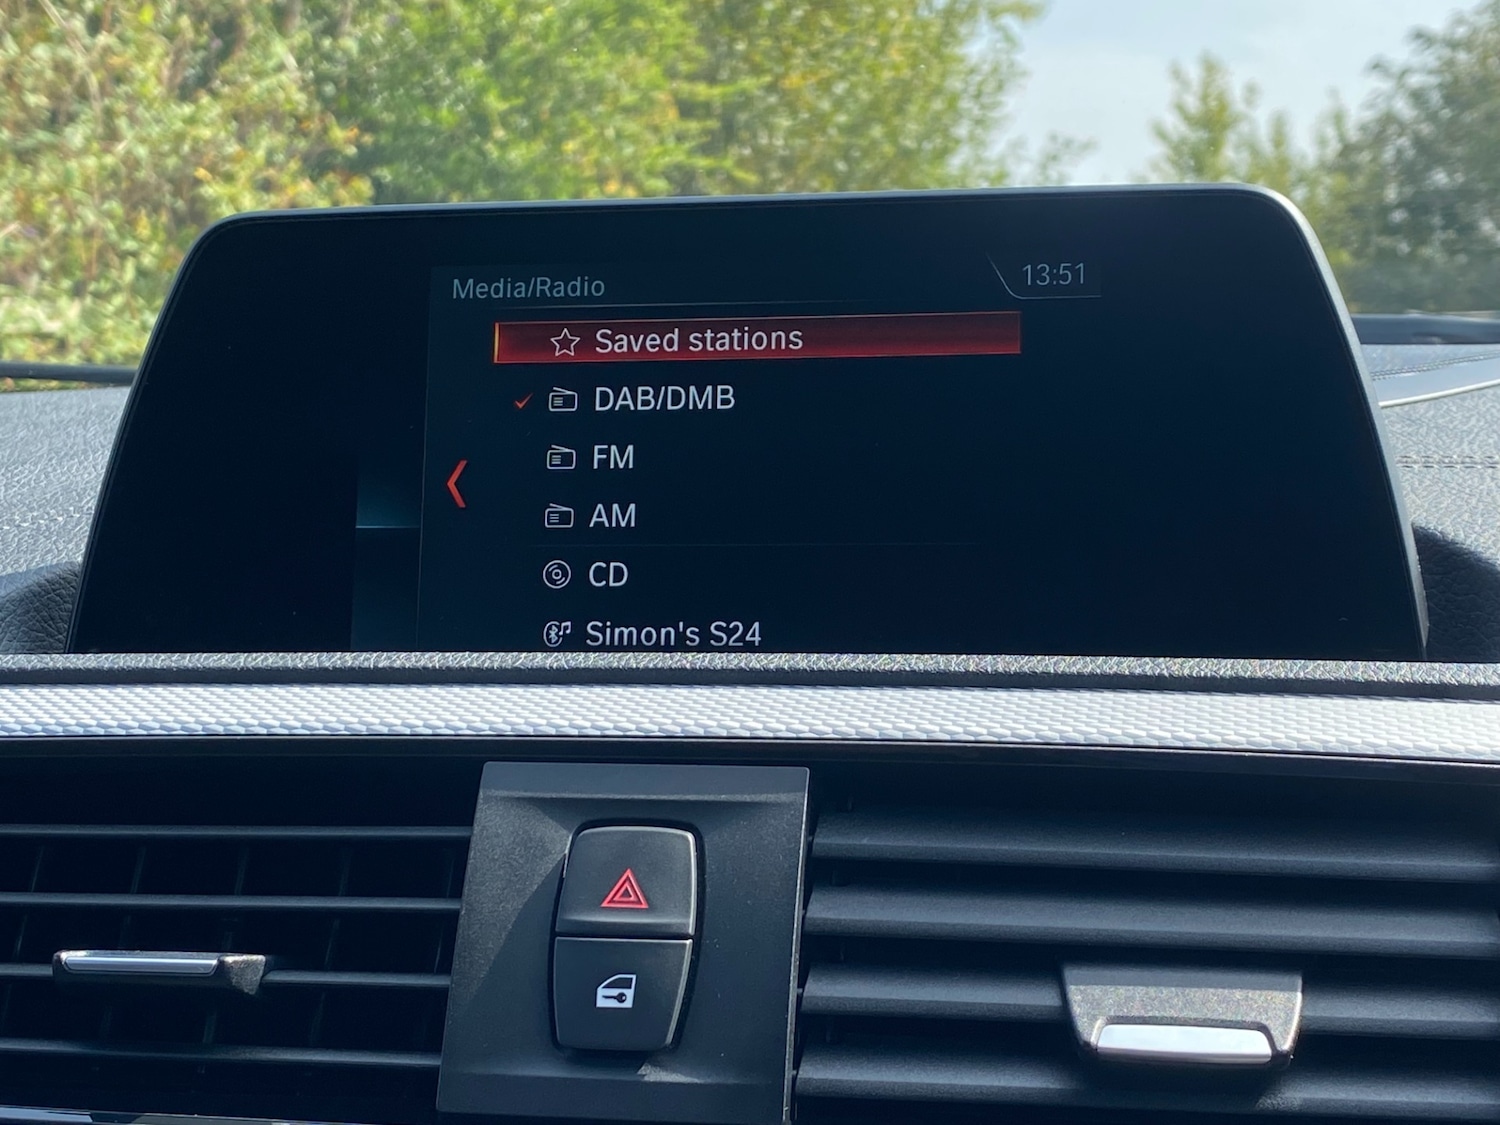 Media/Radio
13:51
Saved stations
DAB/DMB
FM
AM
CD
Simon's S24